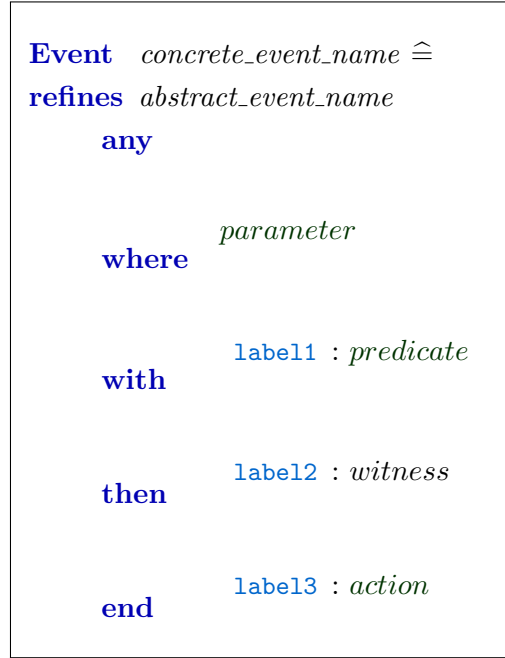 Event concrete_event_name ≙
refines abstract_event_name
any
parameter
where
label1 : predicate
with
label2 : witness
then
label3 : action
end